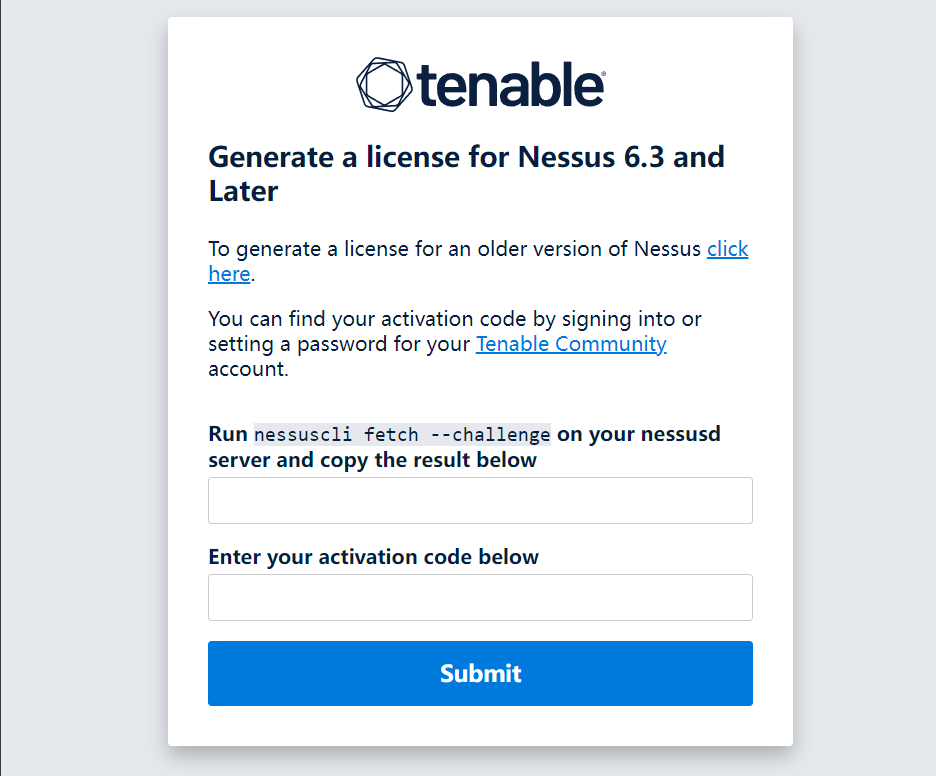 tenable®
Generate a license for Nessus 6.3 and
Later
To generate a license for an older version of Nessus click
here.
You can find your activation code by signing into or
setting a password for your Tenable Community
account.
Run nessuscli fetch --challenge on your nessusd
server and copy the result below
Enter your activation code below
Submit